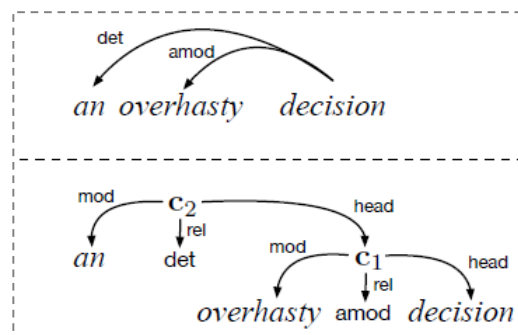 det
amod
an overhasty decision
mod c2 head
rel
an det mod c1 head
rel
overhasty amod decision